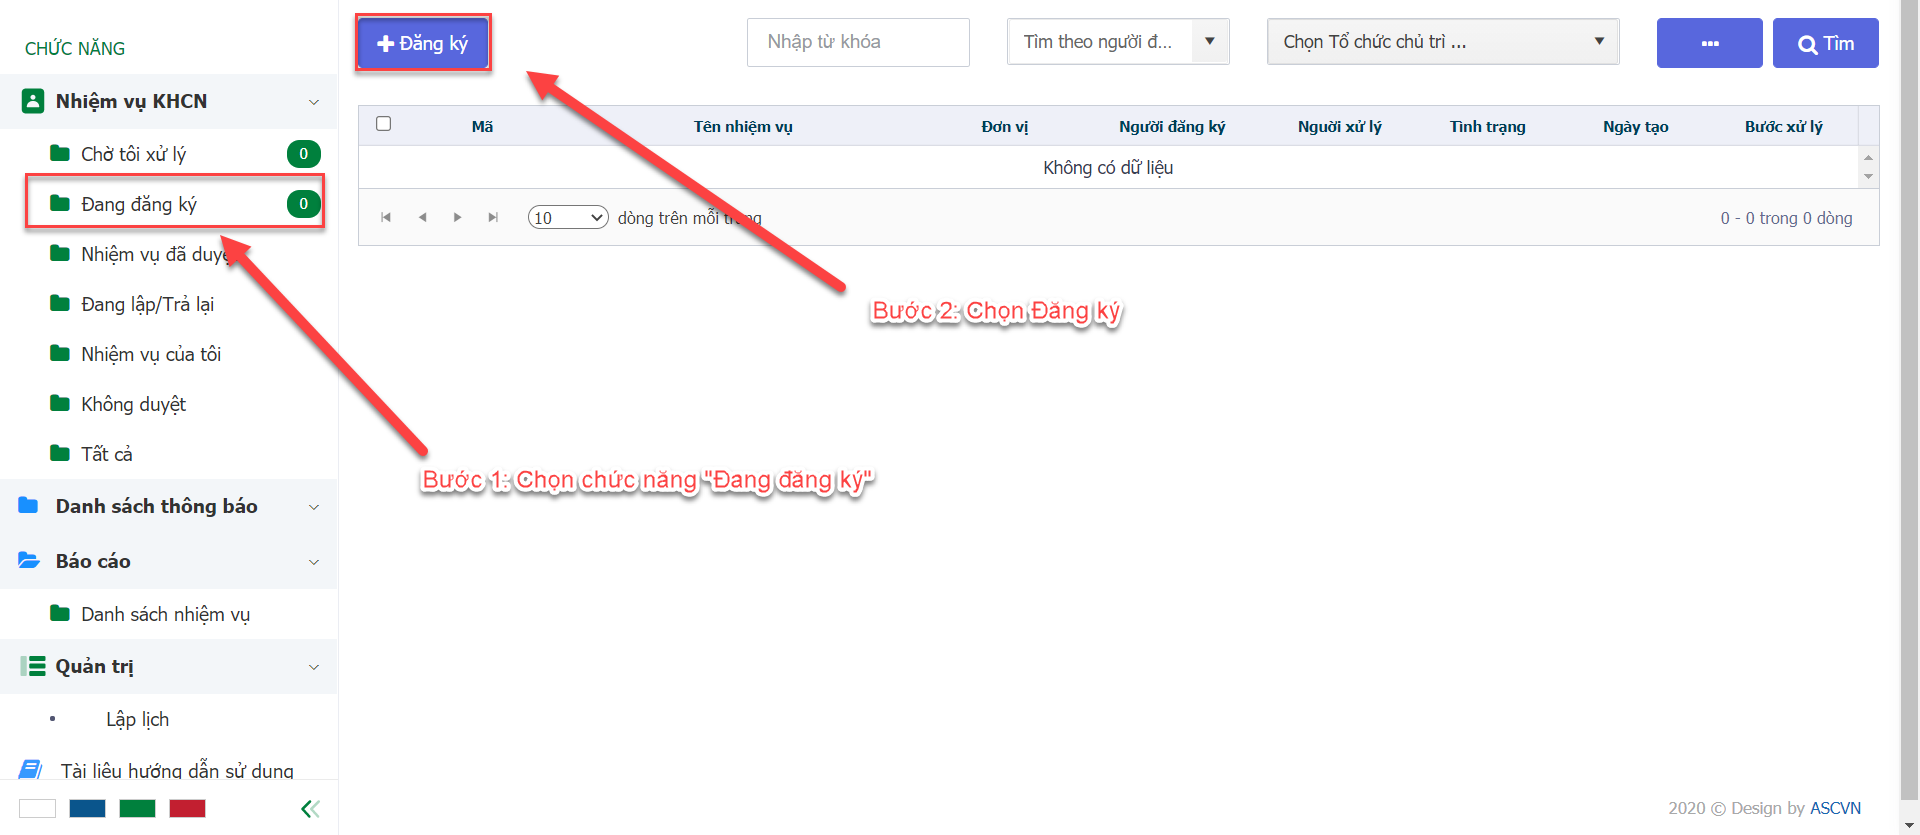 CHỨC NĂNG
Nhiệm vụ KHCN
Chờ tôi xử lý 0
Đang đăng ký 0
Nhiệm vụ đã duyệt
Đang lập/Trả lại
Nhiệm vụ của tôi
Không duyệt
Tất cả
Danh sách thông báo
Báo cáo
Danh sách nhiệm vụ
Quản trị
Lập lịch
Tài liệu hướng dẫn sử dụng
Đăng ký
Nhập từ khóa
Tìm theo người đ...
Chọn Tổ chức chủ trì ...
Tìm
Mã Tên nhiệm vụ Đơn vị Người đăng ký Người xử lý Tình trạng Ngày tạo Bước xử lý
Không có dữ liệu
10 dòng trên mỗi trang 0 - 0 trong 0 dòng
Bước 2: Chọn Đăng ký
Bước 1: Chọn chức năng "Đang đăng ký"
2020 © Design by ASCVN